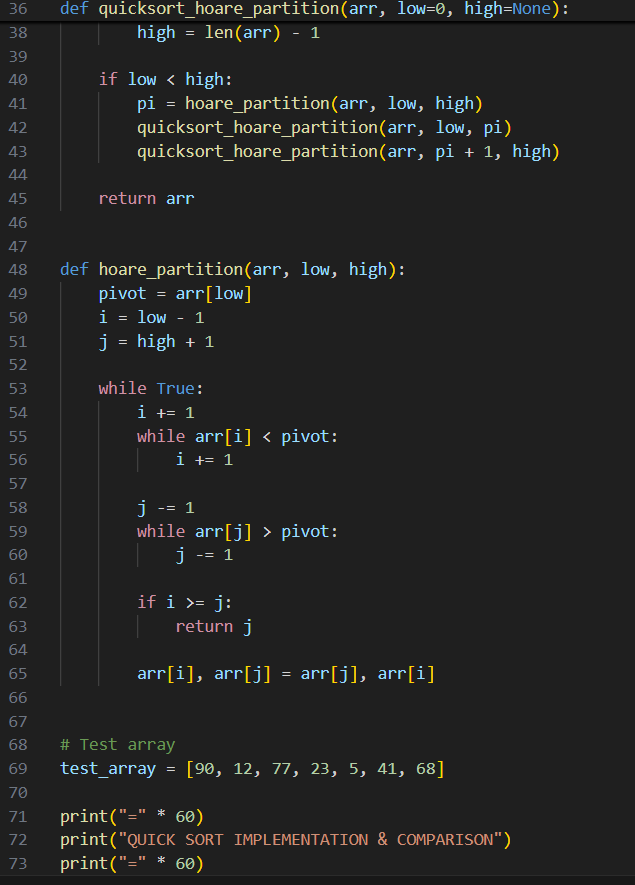 36 def quicksort_hoare_partition(arr, low=0, high=None):
38         high = len(arr) - 1
39
40     if low < high:
41         pi = hoare_partition(arr, low, high)
42         quicksort_hoare_partition(arr, low, pi)
43         quicksort_hoare_partition(arr, pi + 1, high)
44
45     return arr
46
47
48 def hoare_partition(arr, low, high):
49     pivot = arr[low]
50     i = low - 1
51     j = high + 1
52
53     while True:
54         i += 1
55         while arr[i] < pivot:
56             i += 1
57
58         j -= 1
59         while arr[j] > pivot:
60             j -= 1
61
62         if i >= j:
63             return j
64
65         arr[i], arr[j] = arr[j], arr[i]
66
67
68 # Test array
69 test_array = [90, 12, 77, 23, 5, 41, 68]
70
71 print("=" * 60)
72 print("QUICK SORT IMPLEMENTATION & COMPARISON")
73 print("=" * 60)